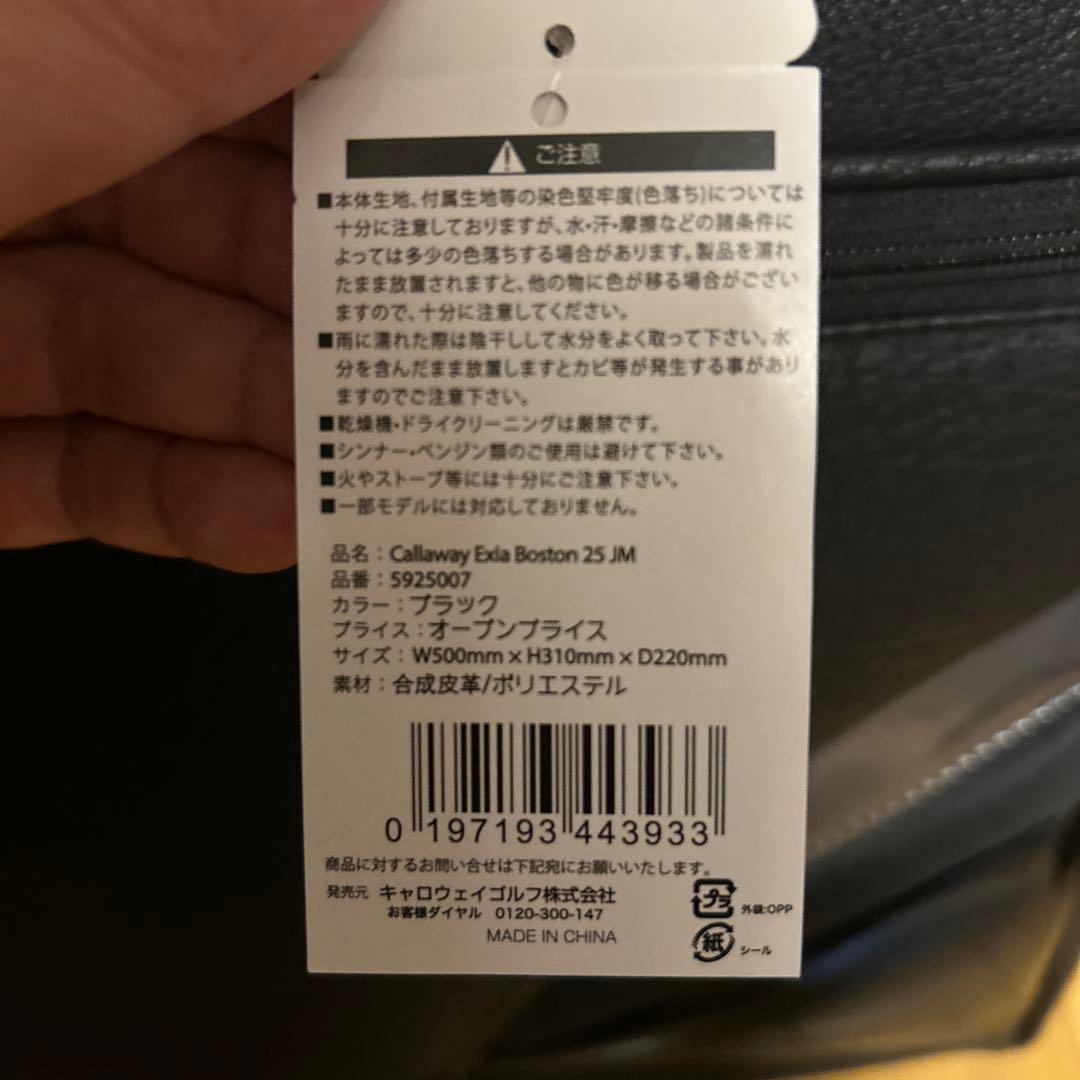 ご注意
■本体生地、付属生地等の染色堅牢度(色落ち)については
十分に注意しておりますが、水・汗・摩擦などの諸条件に
よっては多少の色落ちする場合があります。製品を濡れ
たまま放置されますと、他の物に色が移る場合がござい
ますので、十分に注意してください。
■雨に濡れた際は陰干しして水分をよく取って下さい。水
分を含んだまま放置しますとカビ等が発生する事があり
ますのでご注意下さい。
■乾燥機・ドライクリーニングは厳禁です。
■シンナー・ベンジン類のご使用は避けて下さい。
■火やストーブ等には十分にご注意下さい。
■一部モデルには対応しておりません。
品名：Callaway Exia Boston 25 JM
品番：5925007
カラー：ブラック
プライス：オープンプライス
サイズ：W500mm×H310mm×D220mm
素材：合成皮革/ポリエステル
0 197193 443933
商品に対するお問い合せは下記宛にお願いいたします。
発売元 キャロウェイゴルフ株式会社
お客様ダイヤル 0120-300-147
MADE IN CHINA
プラ 外袋:OPP
紙 シール